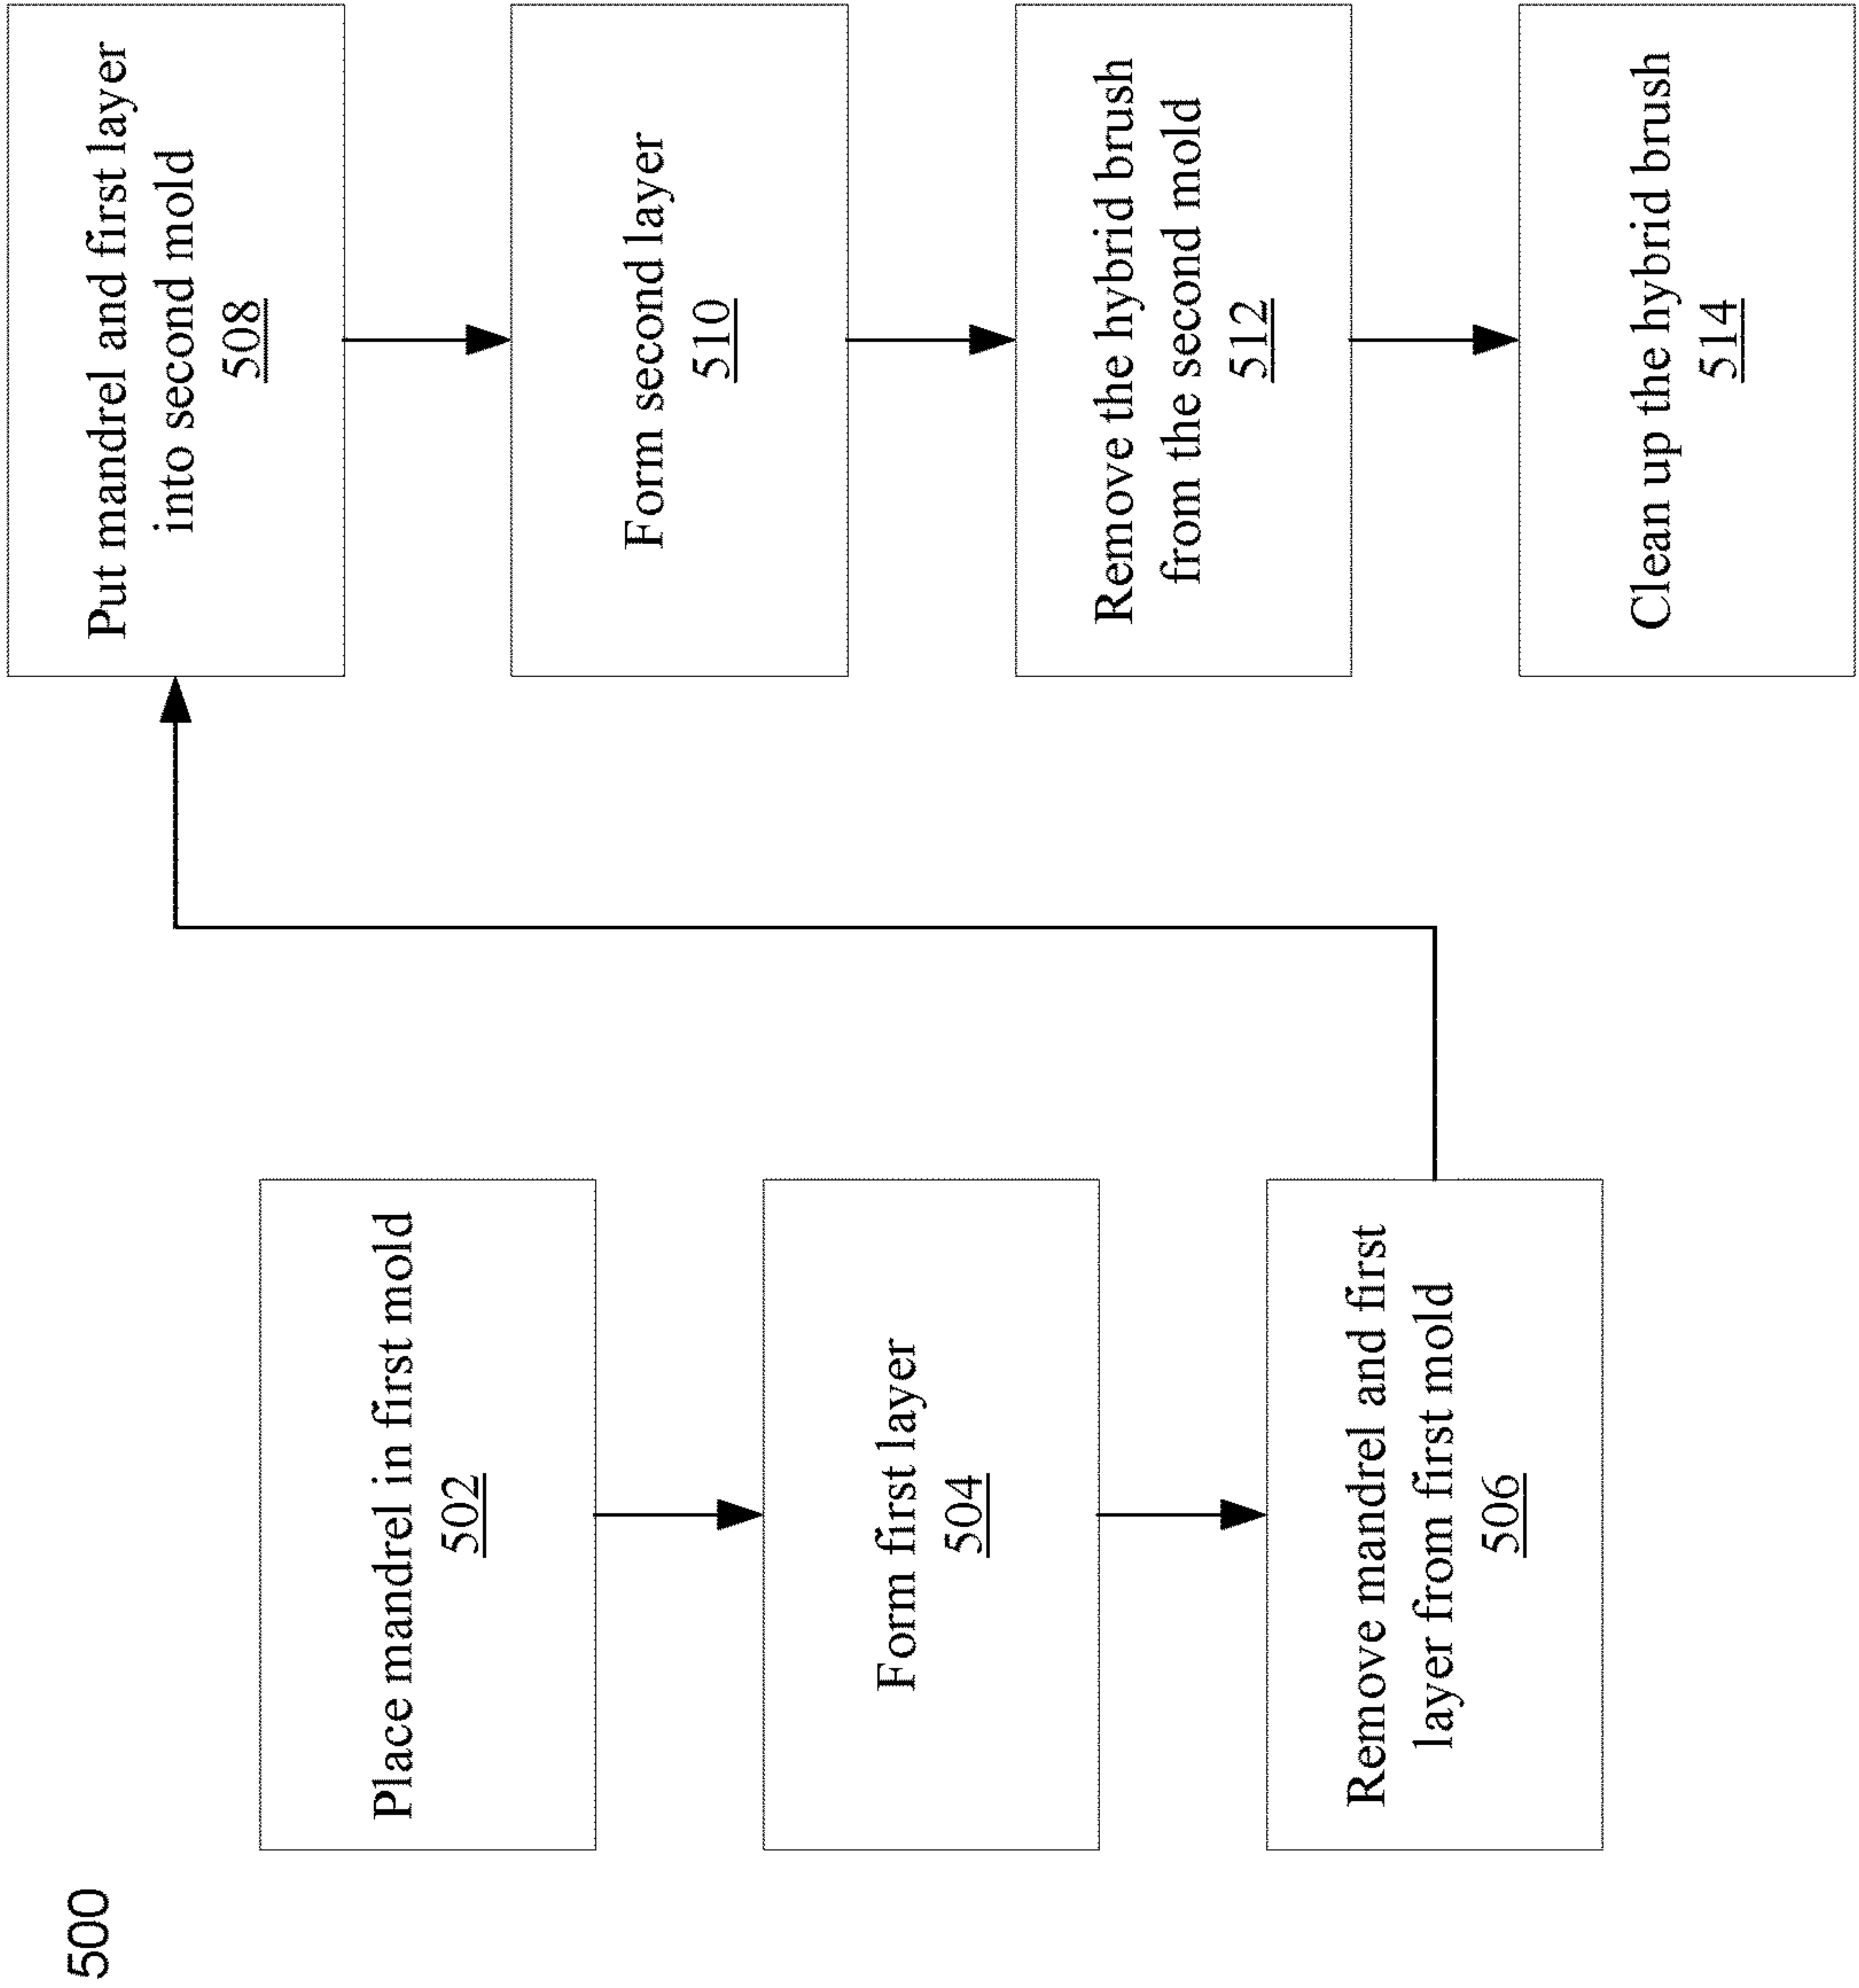 500
Place mandrel in first mold
502
Form first layer
504
Remove mandrel and first
layer from first mold
506
Put mandrel and first layer
into second mold
508
Form second layer
510
Remove the hybrid brush
from the second mold
512
Clean up the hybrid brush
514